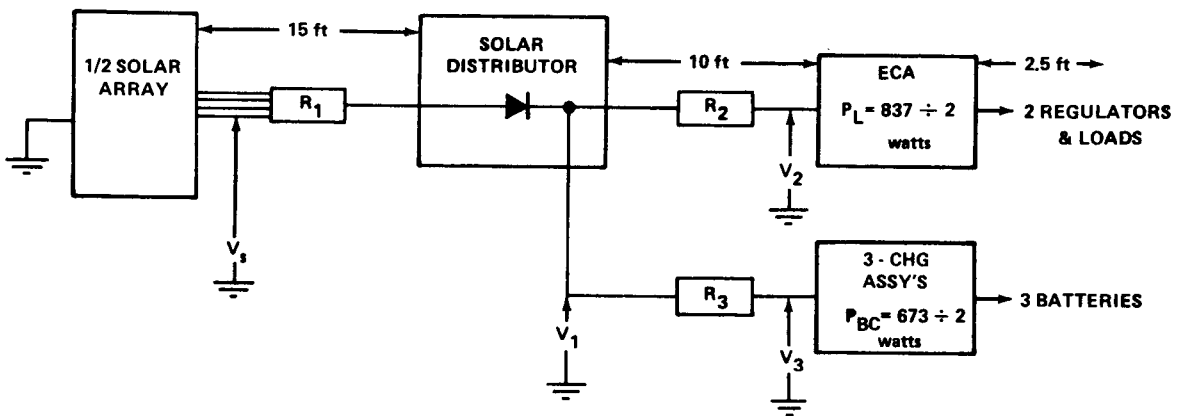 1/2 SOLAR
ARRAY
15 ft
R1
Vs
SOLAR
DISTRIBUTOR
10 ft
R2
V2
ECA
PL = 837 ÷ 2
watts
2.5 ft
2 REGULATORS
& LOADS
V1
R3
V3
3 - CHG
ASSY'S
PBC = 673 ÷ 2
watts
3 BATTERIES